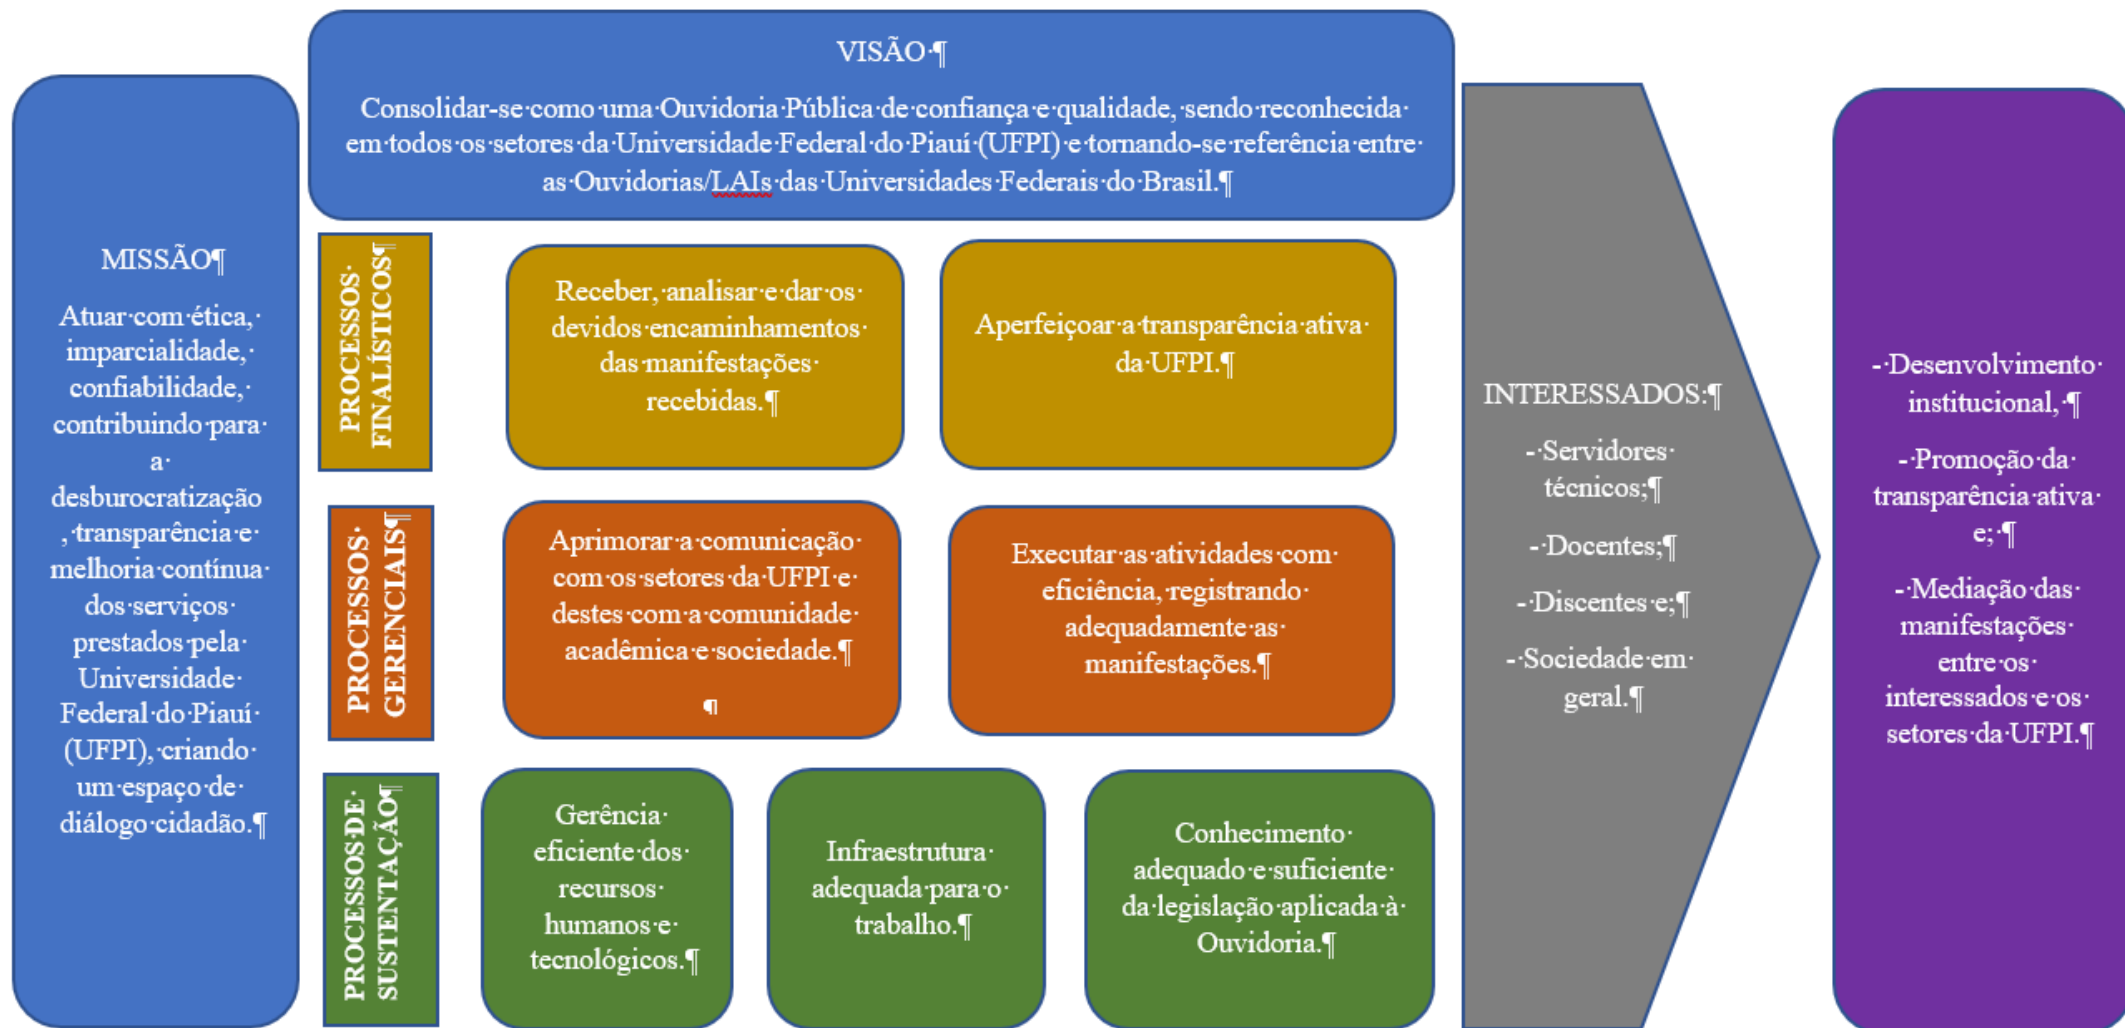 VISÃO·¶
Consolidar-se·como·uma·Ouvidoria·Pública·de·confiança·e·qualidade,·sendo·reconhecida·
em·todos·os·setores·da·Universidade·Federal·do·Piauí·(UFPI)·e·tornando-se·referência·entre·
as·Ouvidorias/LAIs·das·Universidades·Federais·do·Brasil.¶
MISSÃO¶
Atuar·com·ética,·
imparcialidade,·
confiabilidade,·
contribuindo·para·
a·
desburocratização
,·transparência·e·
melhoria·contínua·
dos·serviços·
prestados·pela·
Universidade·
Federal·do·Piauí·
(UFPI),·criando·
um·espaço·de·
diálogo·cidadão.¶
PROCESSOS·
FINALÍSTICOS¶
Receber,·analisar·e·dar·os·
devidos·encaminhamentos·
das·manifestações·
recebidas.¶
Aperfeiçoar·a·transparência·ativa·
da·UFPI.¶
PROCESSOS·
GERENCIAIS¶
Aprimorar·a·comunicação·
com·os·setores·da·UFPI·e·
destes·com·a·comunidade·
acadêmica·e·sociedade.¶
¶
Executar·as·atividades·com·
eficiência,·registrando·
adequadamente·as·
manifestações.¶
PROCESSOS·DE·
SUSTENTAÇÃO¶
Gerência·
eficiente·dos·
recursos·
humanos·e·
tecnológicos.¶
Infraestrutura·
adequada·para·o·
trabalho.¶
Conhecimento·
adequado·e·suficiente·
da·legislação·aplicada·à·
Ouvidoria.¶
INTERESSADOS:¶
-·Servidores·
técnicos;¶
-·Docentes;¶
-·Discentes·e;¶
-·Sociedade·em·
geral.¶
-·Desenvolvimento·
institucional,·¶
-·Promoção·da·
transparência·ativa·
e;·¶
-·Mediação·das·
manifestações·
entre·os·
interessados·e·os·
setores·da·UFPI.¶